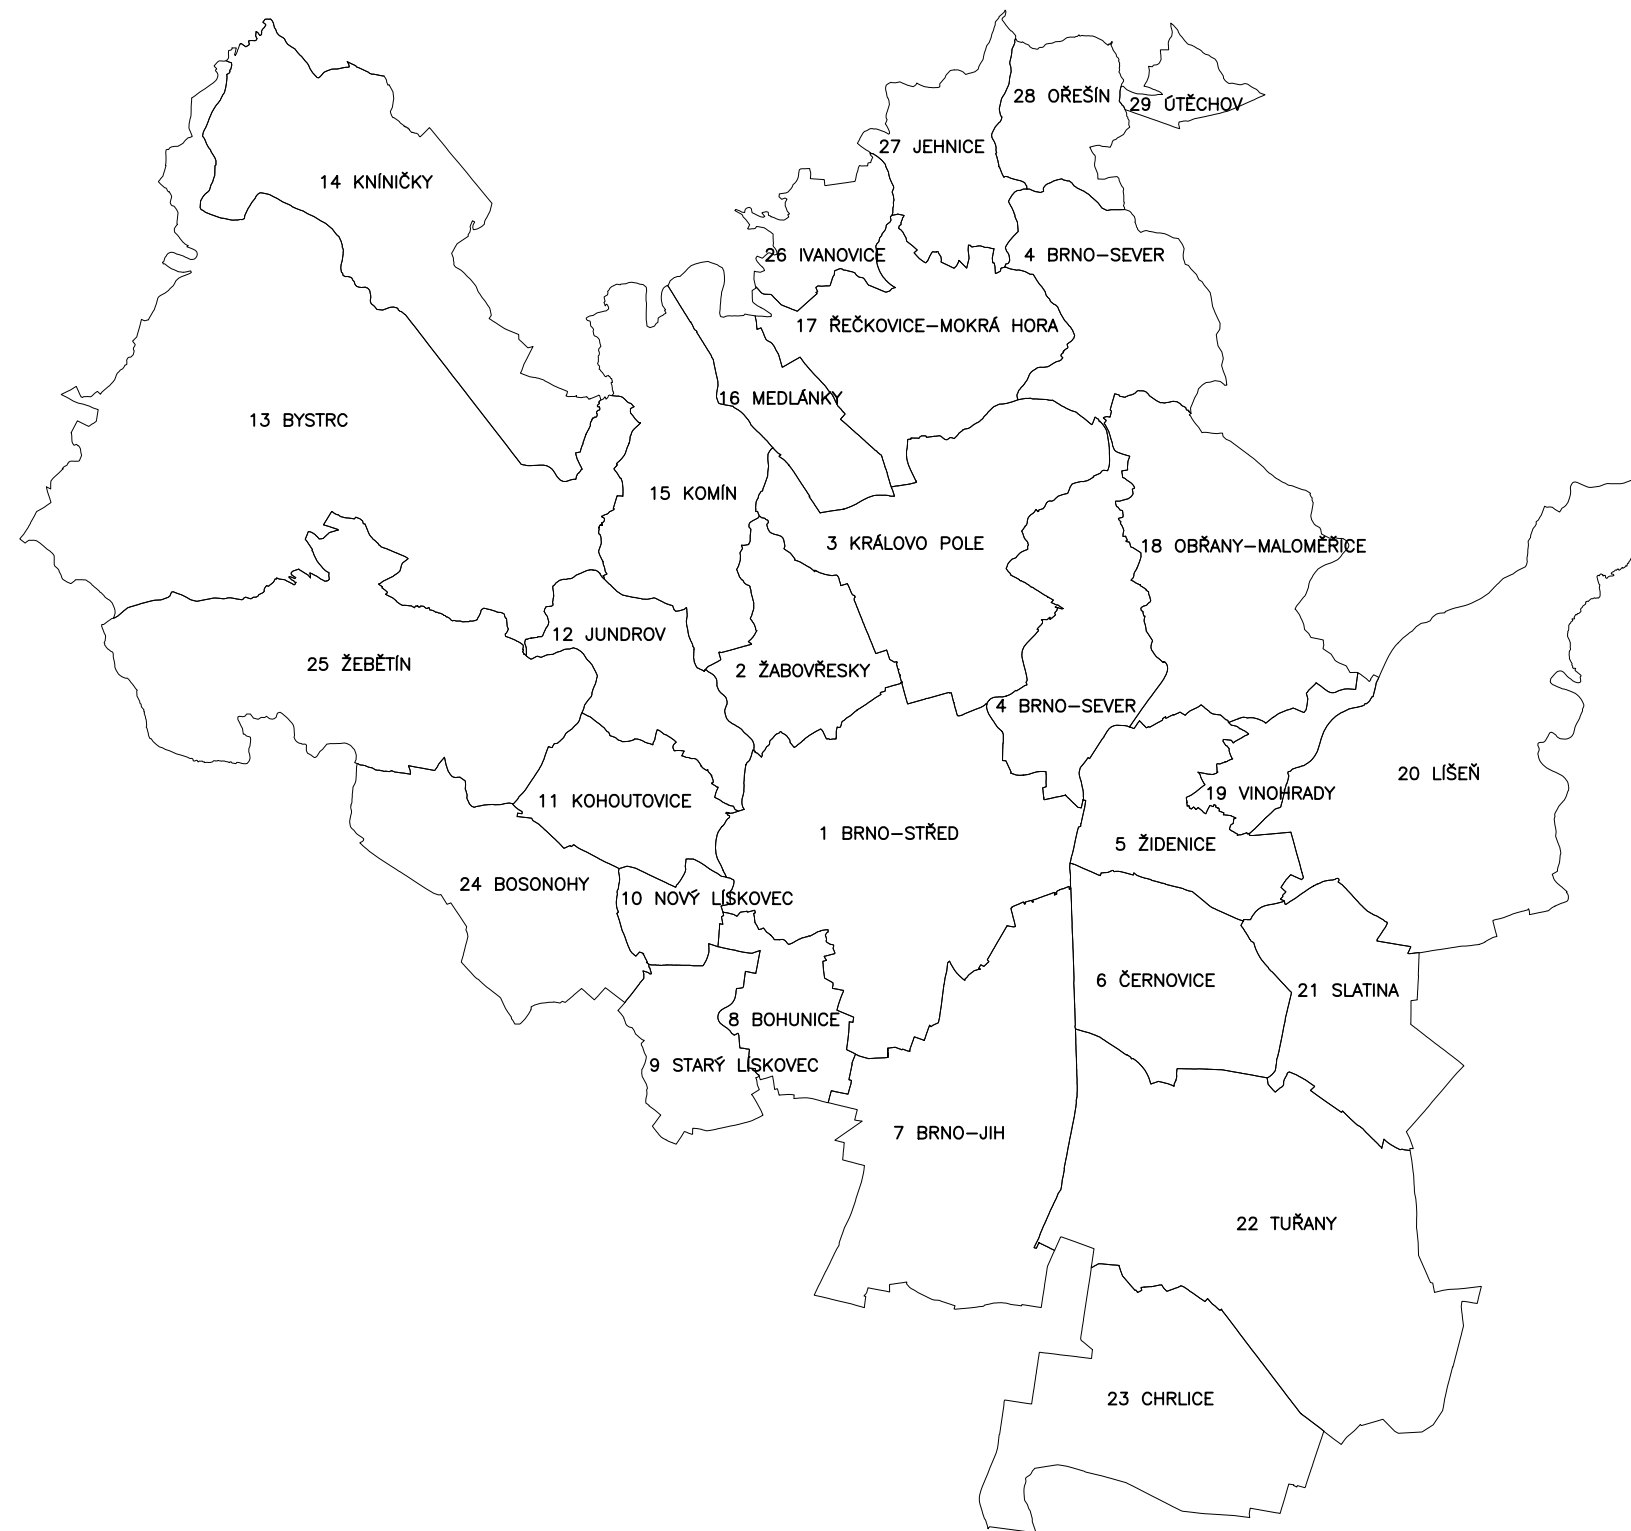 28 OŘEŠÍN
29 ÚTĚCHOV
27 JEHNICE
14 KNÍNIČKY
26 IVANOVICE
4 BRNO-SEVER
17 ŘEČKOVICE-MOKRÁ HORA
16 MEDLÁNKY
13 BYSTRC
15 KOMÍN
3 KRÁLOVO POLE
18 OBŘANY-MALOMĚŘICE
12 JUNDROV
25 ŽEBĚTÍN
2 ŽABOVŘESKY
4 BRNO-SEVER
20 LÍŠEŇ
19 VINOHRADY
11 KOHOUTOVICE
1 BRNO-STŘED
5 ŽIDENICE
24 BOSONOHY
10 NOVÝ LÍSKOVEC
6 ČERNOVICE
21 SLATINA
8 BOHUNICE
9 STARÝ LÍSKOVEC
7 BRNO-JIH
22 TUŘANY
23 CHRLICE